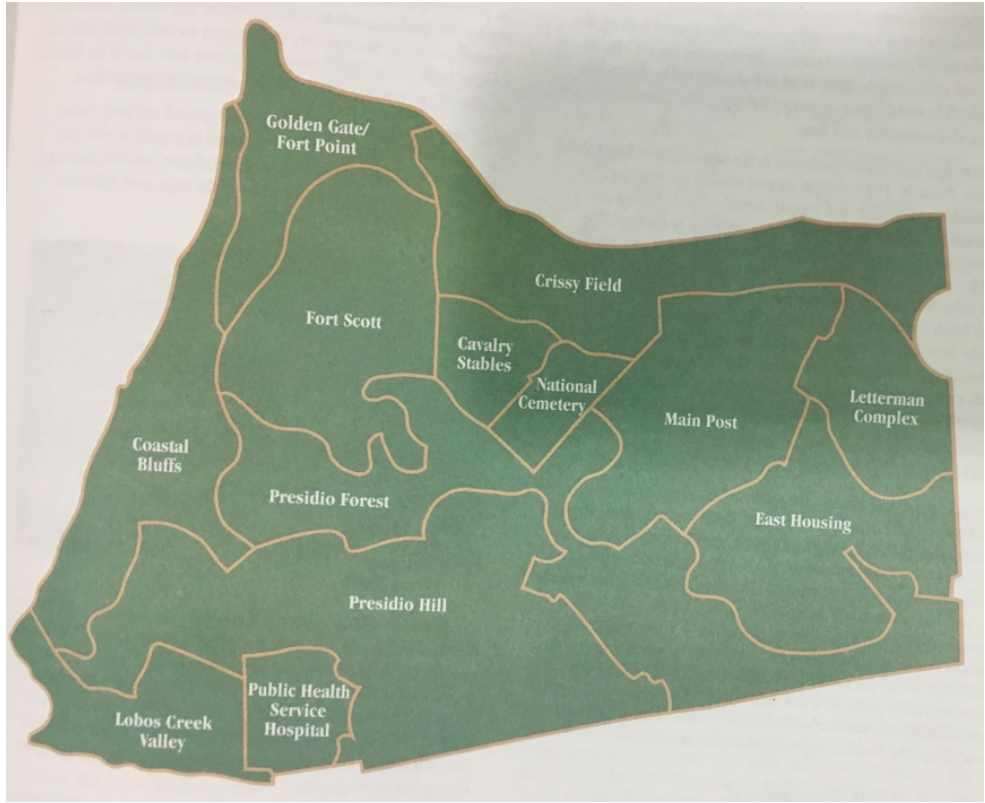 Golden Gate/
Fort Point
Crissy Field
Fort Scott
Cavalry
Stables
National
Cemetery
Main Post
Letterman
Complex
Coastal
Bluffs
Presidio Forest
East Housing
Presidio Hill
Public Health
Service
Hospital
Lobos Creek
Valley